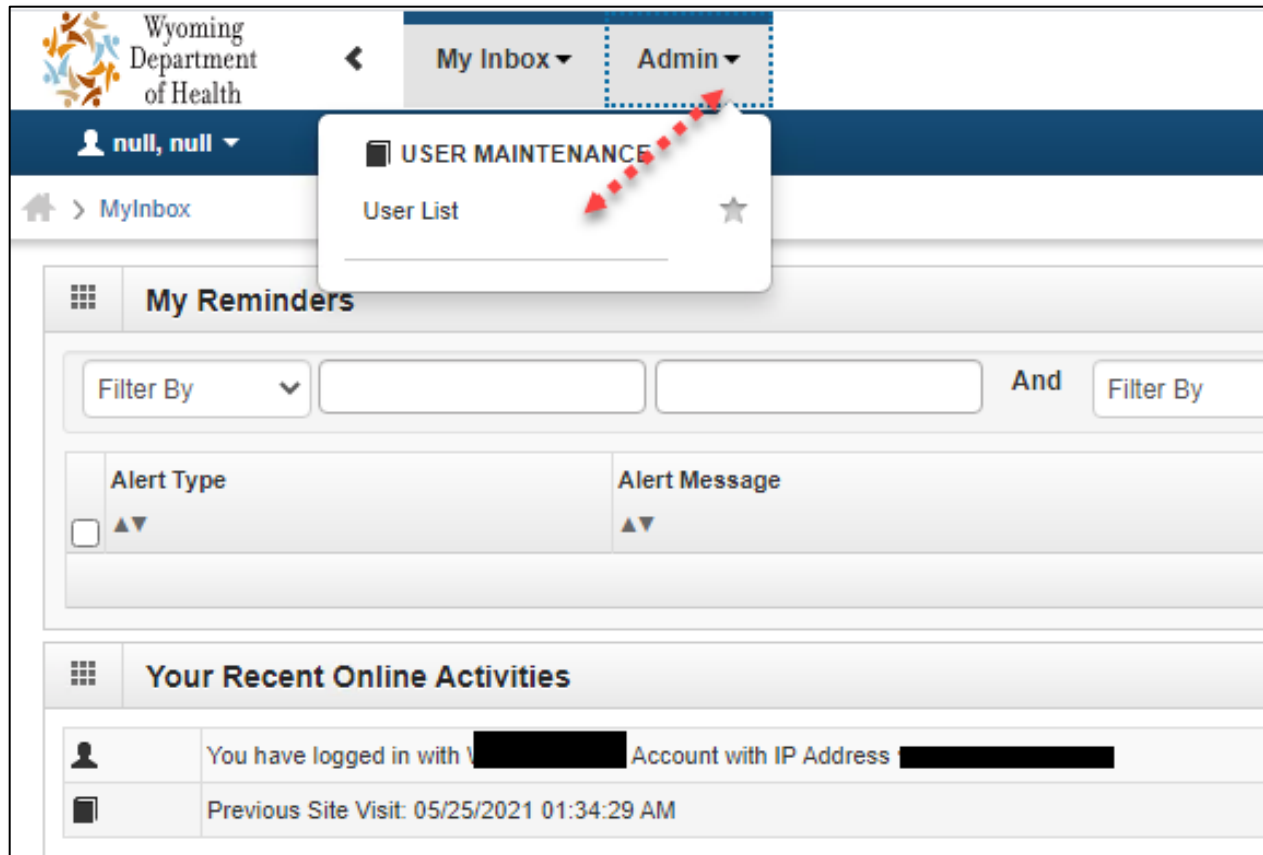 Wyoming
Department
of Health
My Inbox
Admin
null, null
USER MAINTENANCE
User List
MyInbox
My Reminders
Filter By
And
Filter By
Alert Type
Alert Message
Your Recent Online Activities
You have logged in with Account with IP Address
Previous Site Visit: 05/25/2021 01:34:29 AM